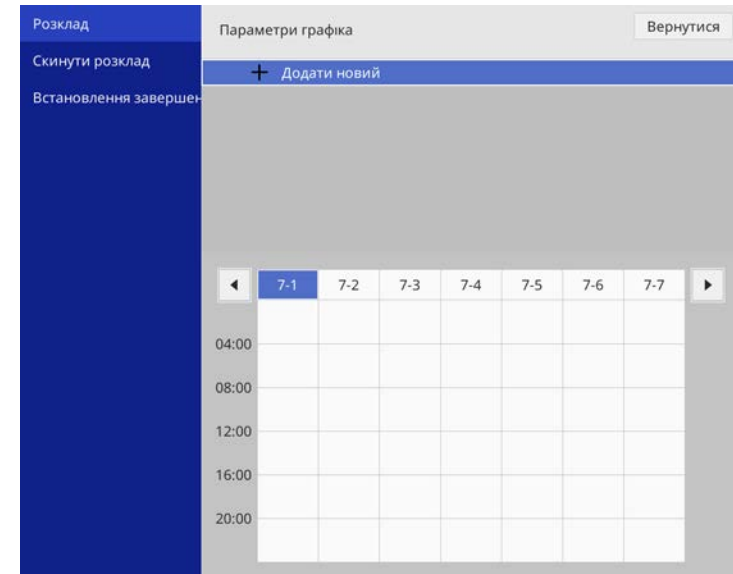 Розклад
Скинути розклад
Встановлення завершен
Параметри графіка
Вернутися
Додати новий
7-1 7-2 7-3 7-4 7-5 7-6 7-7
04:00
08:00
12:00
16:00
20:00